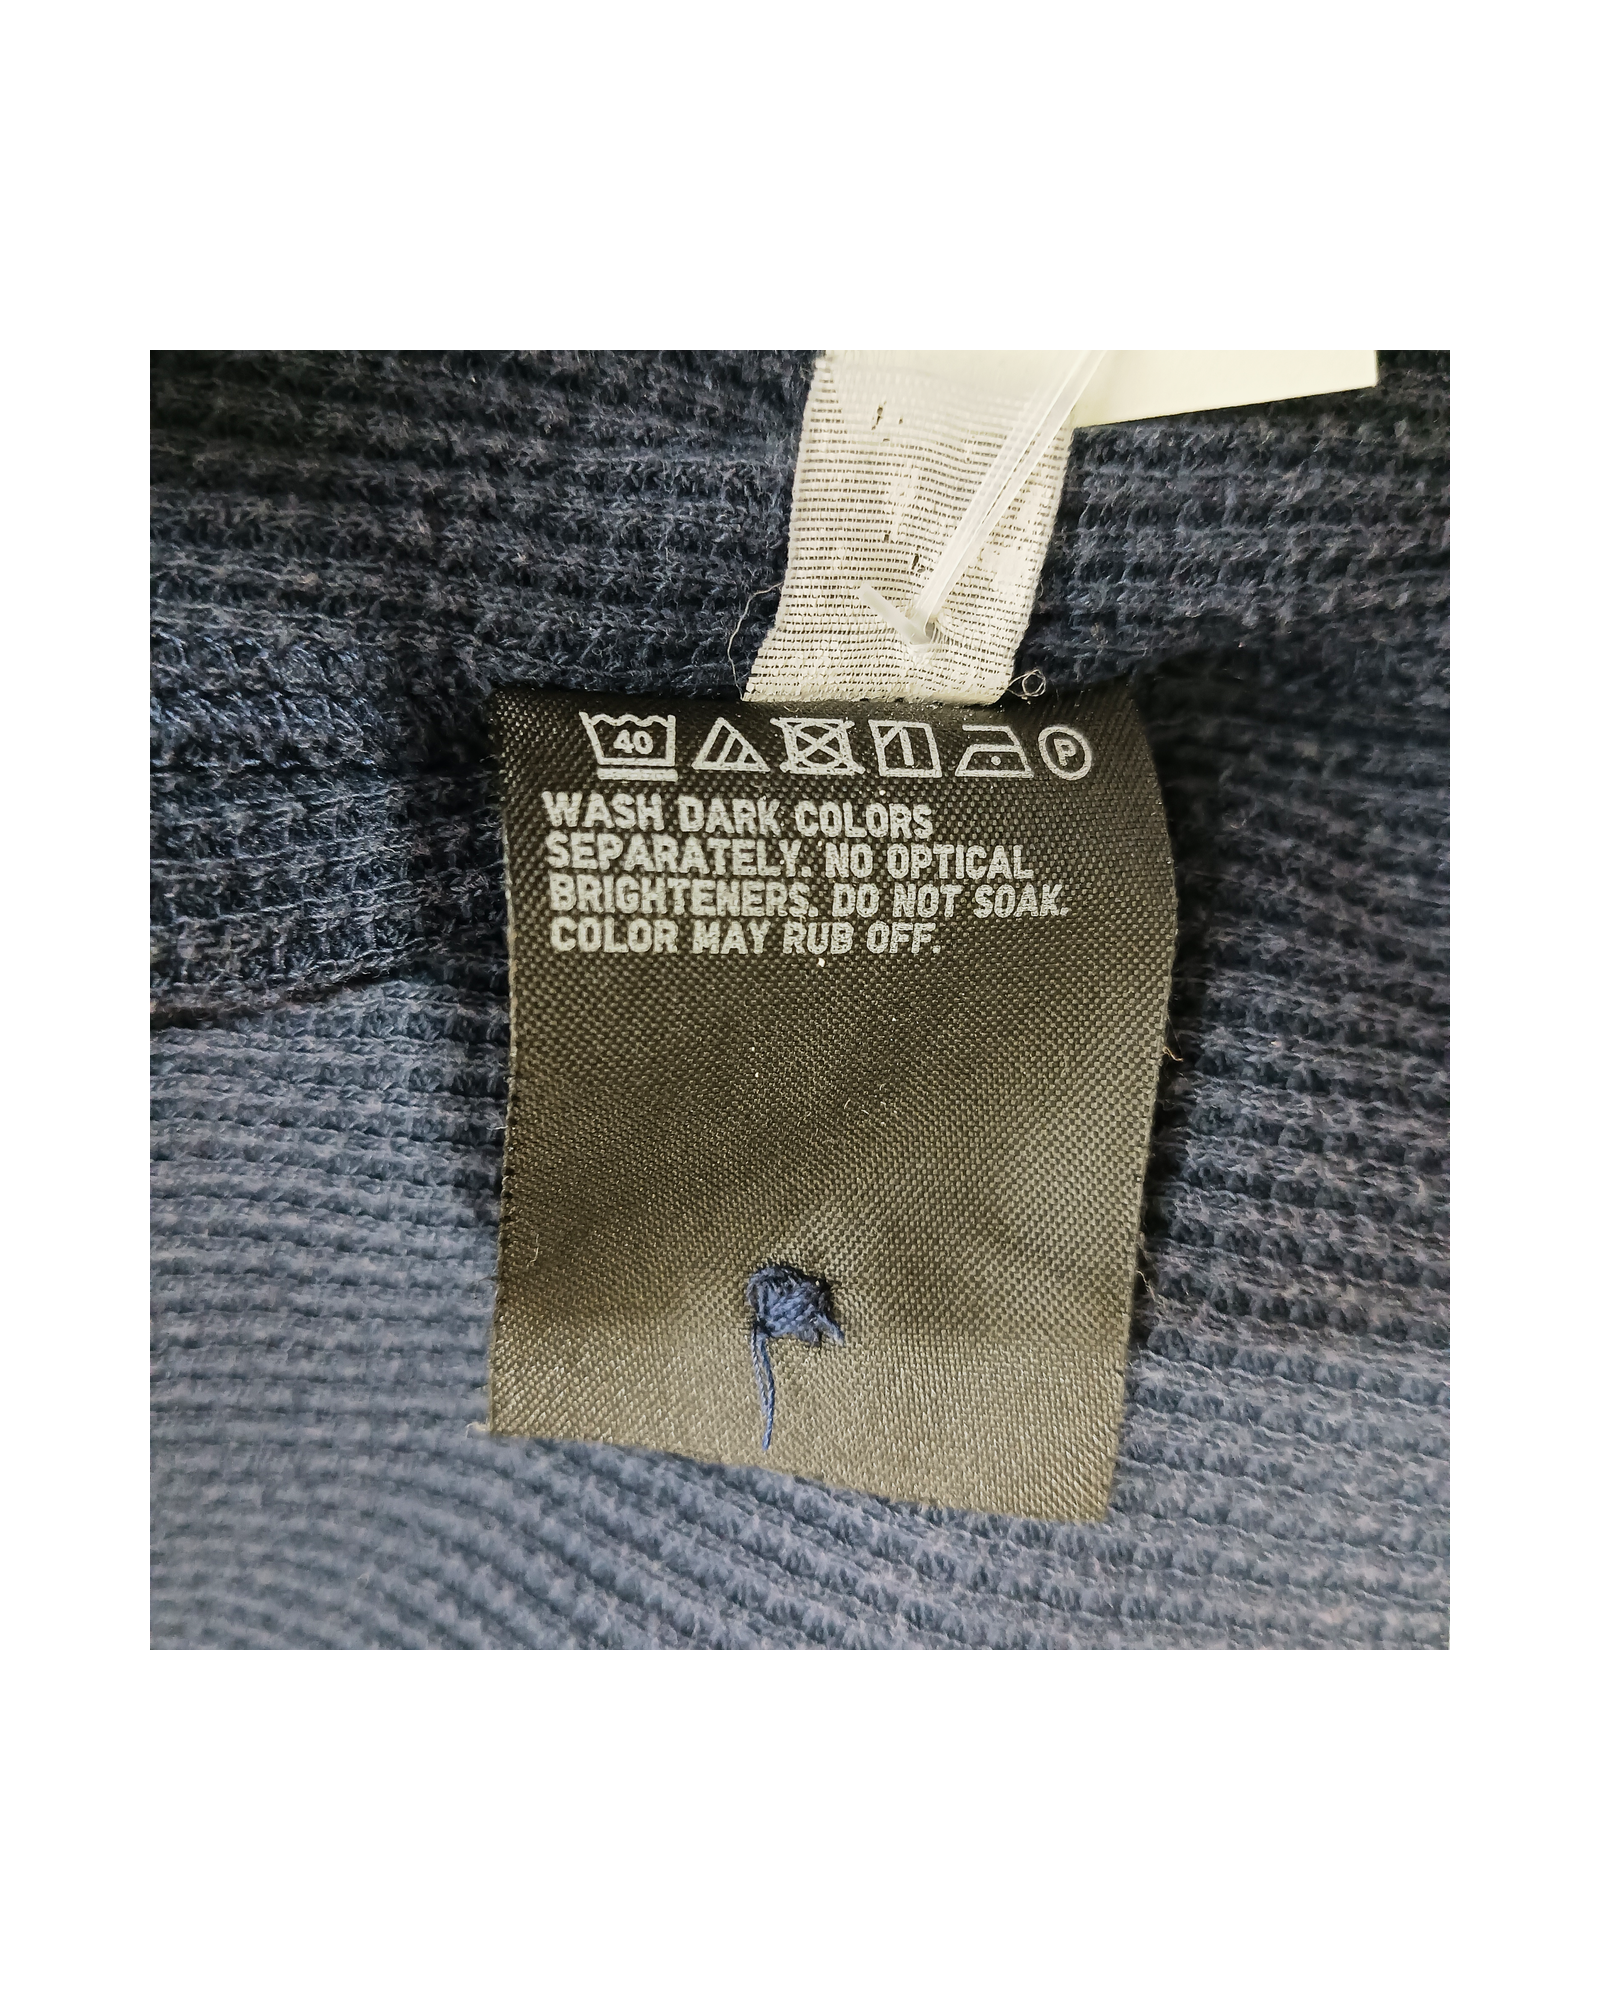 40
P
WASH DARK COLORS
SEPARATELY. NO OPTICAL
BRIGHTENERS. DO NOT SOAK.
COLOR MAY RUB OFF.